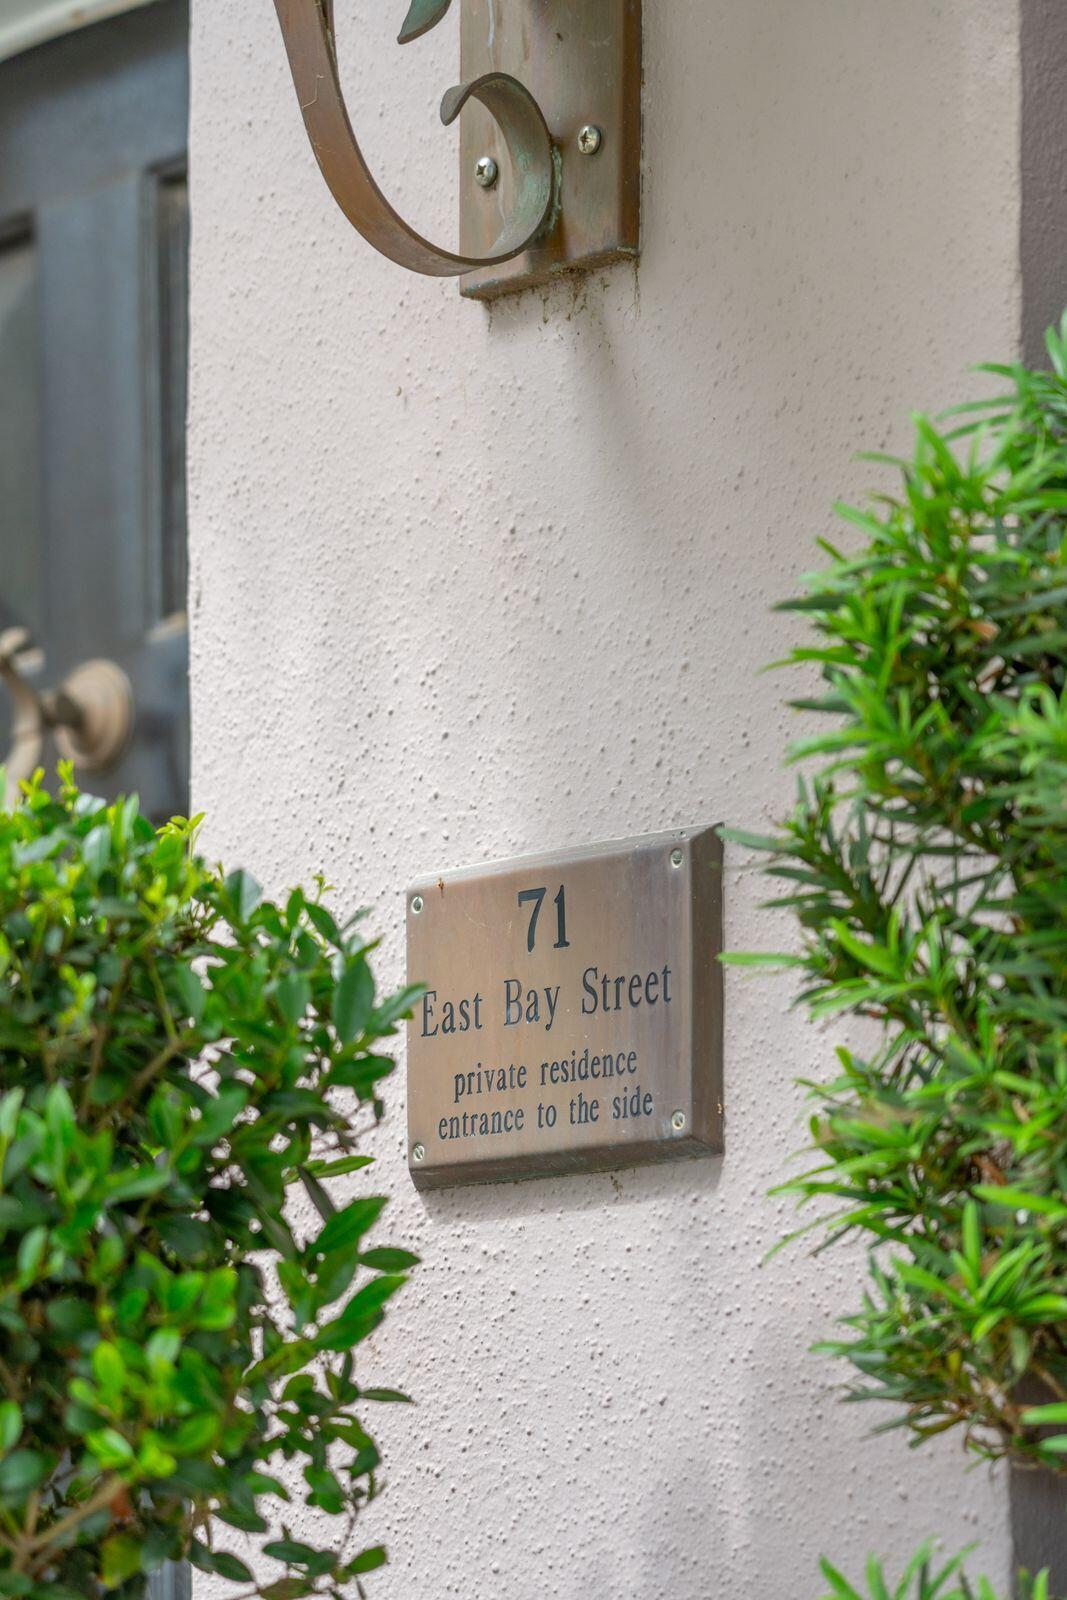 71
East Bay Street
private residence
entrance to the side